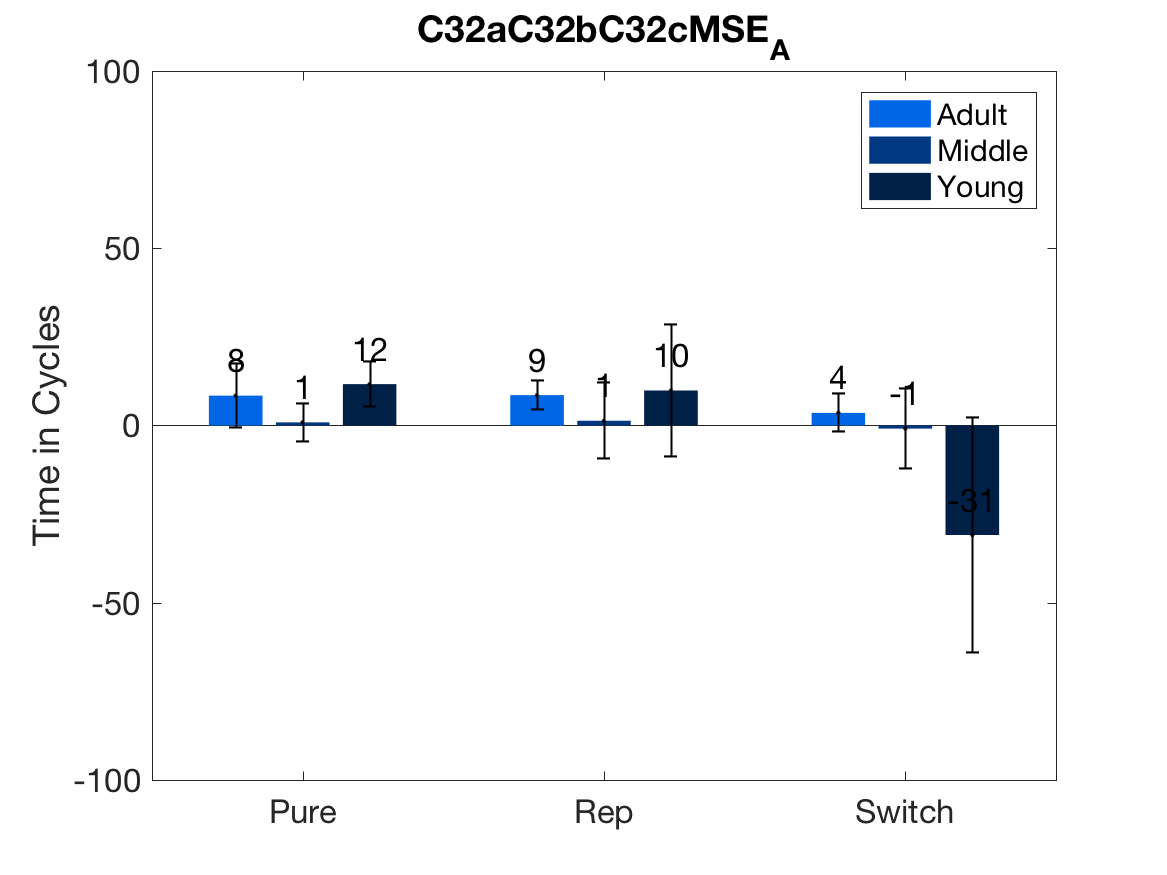 C32aC32bC32cMSE_A
100
50
0
-50
-100
Time in Cycles
Adult
Middle
Young
8
1
12
9
1
10
4
-1
-31
Pure
Rep
Switch